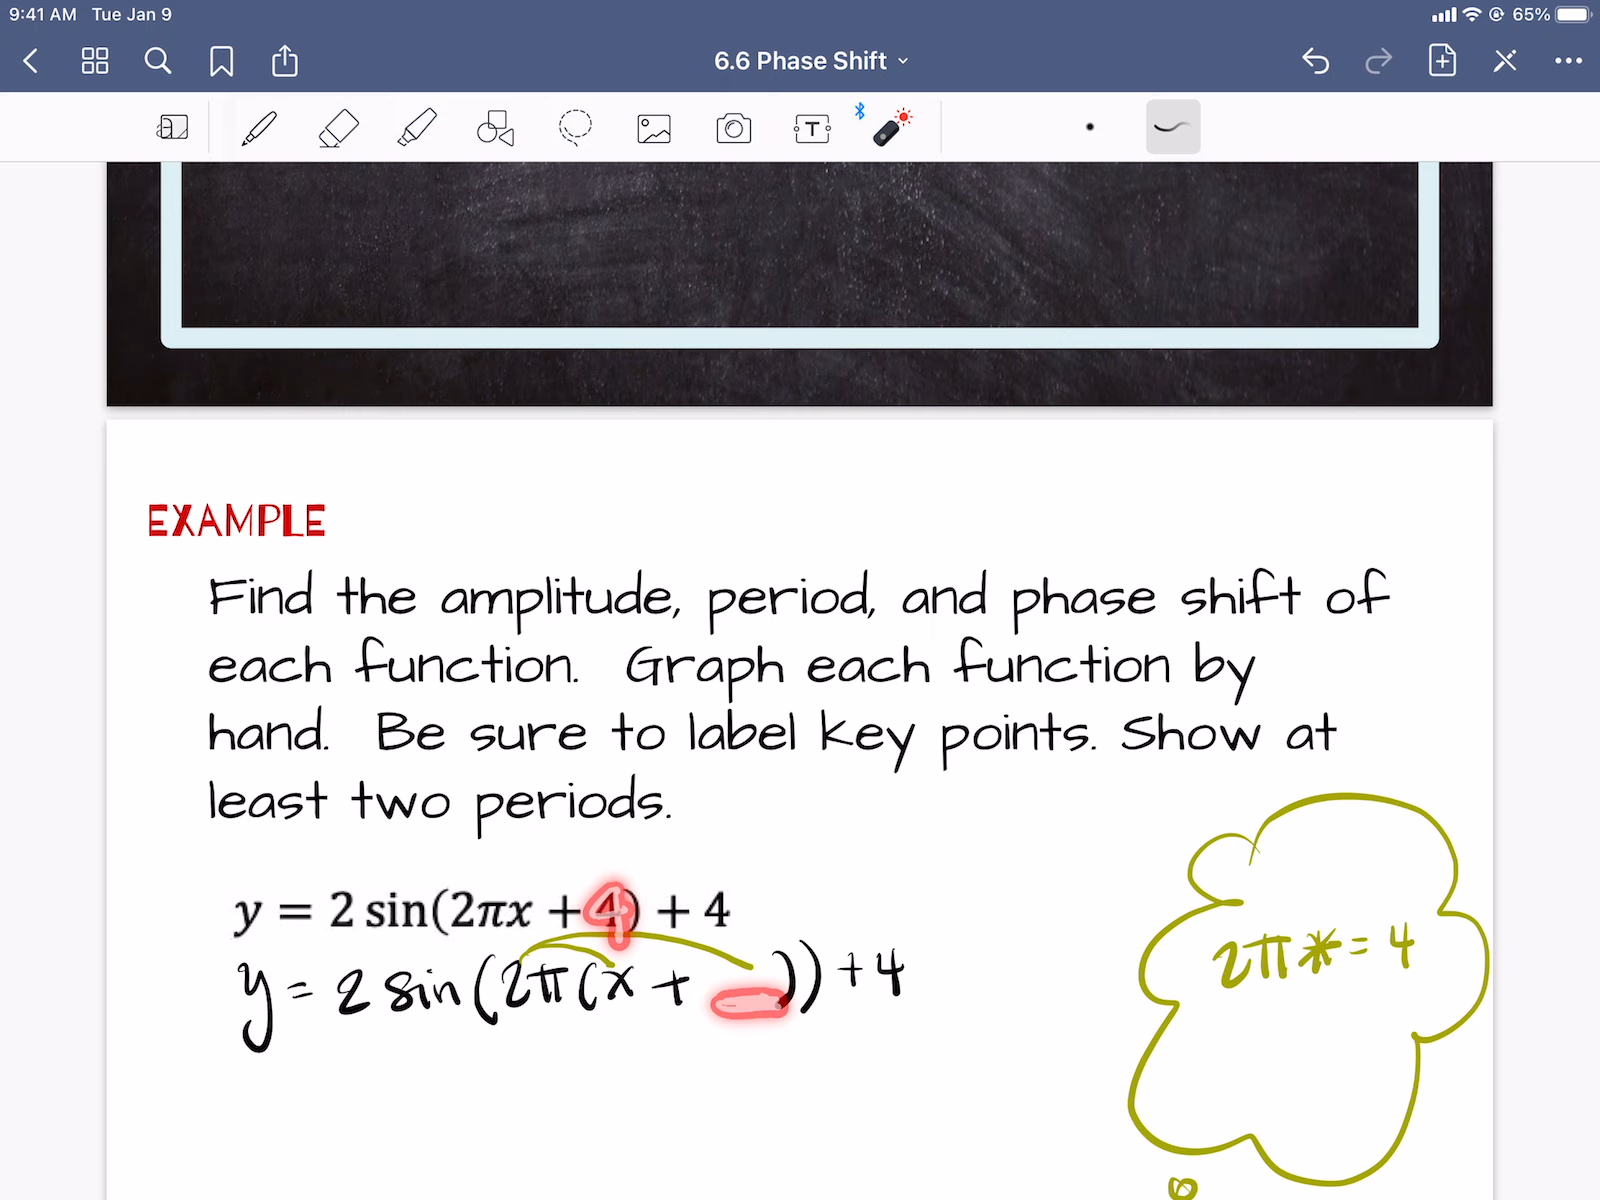 9:41 AM Tue Jan 9
65%
6.6 Phase Shift
T
EXAMPLE
Find the amplitude, period, and phase shift of
each function. Graph each function by
hand. Be sure to label key points. Show at
least two periods.
y = 2 sin(2πx + 4) + 4
y = 2 sin(2π(x + __)) + 4
2π* = 4